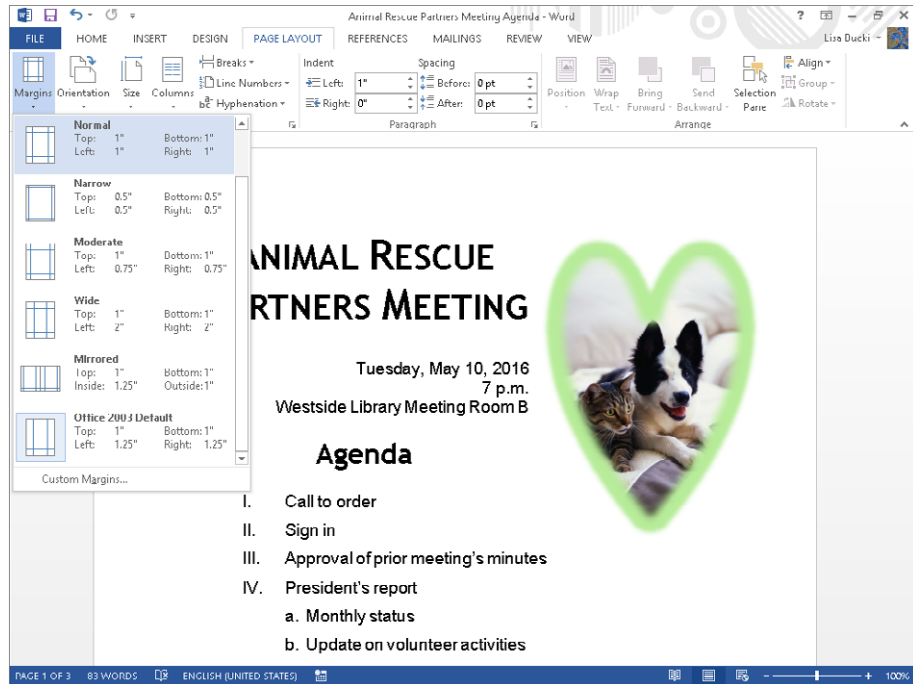 Animal Rescue Partners Meeting Agenda - Word
?
Lisa Ducki
FILE HOME INSERT DESIGN PAGE LAYOUT REFERENCES MAILINGS REVIEW VIEW
Margins Orientation Size Columns
Breaks
Line Numbers
Hyphenation
Indent
Left: 1"
Right: 0"
Spacing
Before: 0 pt
After: 0 pt
Paragraph
Position Wrap Text Bring Forward Send Backward Selection Pane
Align
Group
Rotate
Arrange
Normal
Top: 1" Bottom: 1"
Left: 1" Right: 1"
Narrow
Top: 0.5" Bottom: 0.5"
Left: 0.5" Right: 0.5"
Moderate
Top: 1" Bottom: 1"
Left: 0.75" Right: 0.75"
Wide
Top: 1" Bottom: 1"
Left: 2" Right: 2"
Mirrored
Top: 1" Bottom: 1"
Inside: 1.25" Outside: 1"
Office 2003 Default
Top: 1" Bottom: 1"
Left: 1.25" Right: 1.25"
Custom Margins...
NIMAL RESCUE
RTNERS MEETING
Tuesday, May 10, 2016
7 p.m.
Westside Library Meeting Room B
Agenda
I. Call to order
II. Sign in
III. Approval of prior meeting's minutes
IV. President's report
a. Monthly status
b. Update on volunteer activities
PAGE 1 OF 3 83 WORDS ENGLISH (UNITED STATES) 100%